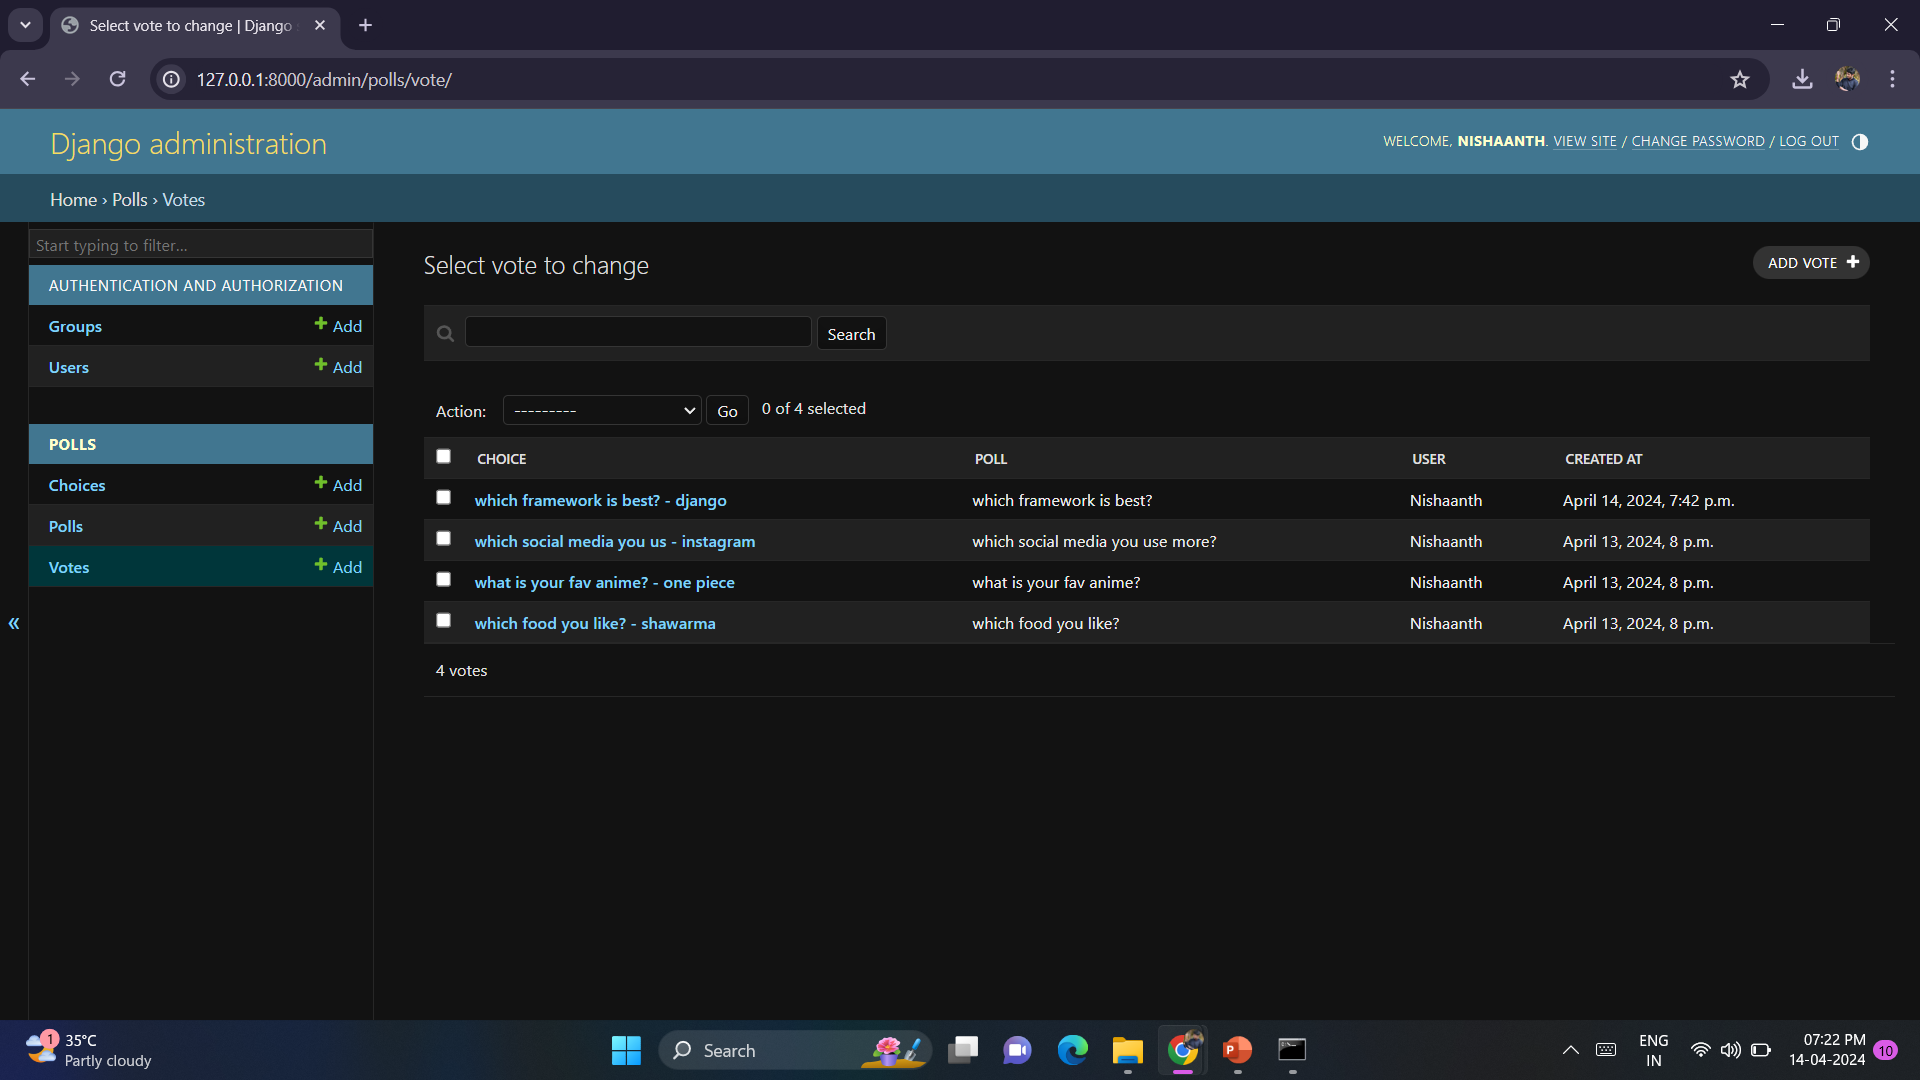 Select vote to change | Django
127.0.0.1:8000/admin/polls/vote/
Django administration
WELCOME, NISHAANTH. VIEW SITE / CHANGE PASSWORD / LOG OUT
Home › Polls › Votes
Start typing to filter...
AUTHENTICATION AND AUTHORIZATION
Groups Add
Users Add
POLLS
Choices Add
Polls Add
Votes Add
«
Select vote to change
ADD VOTE
Search
Action: --------- Go 0 of 4 selected
CHOICE POLL USER CREATED AT
which framework is best? - django which framework is best? Nishaanth April 14, 2024, 7:42 p.m.
which social media you us - instagram which social media you use more? Nishaanth April 13, 2024, 8 p.m.
what is your fav anime? - one piece what is your fav anime? Nishaanth April 13, 2024, 8 p.m.
which food you like? - shawarma which food you like? Nishaanth April 13, 2024, 8 p.m.
4 votes
1
35°C
Partly cloudy
Search
P
ENG
IN
07:22 PM
14-04-2024
10